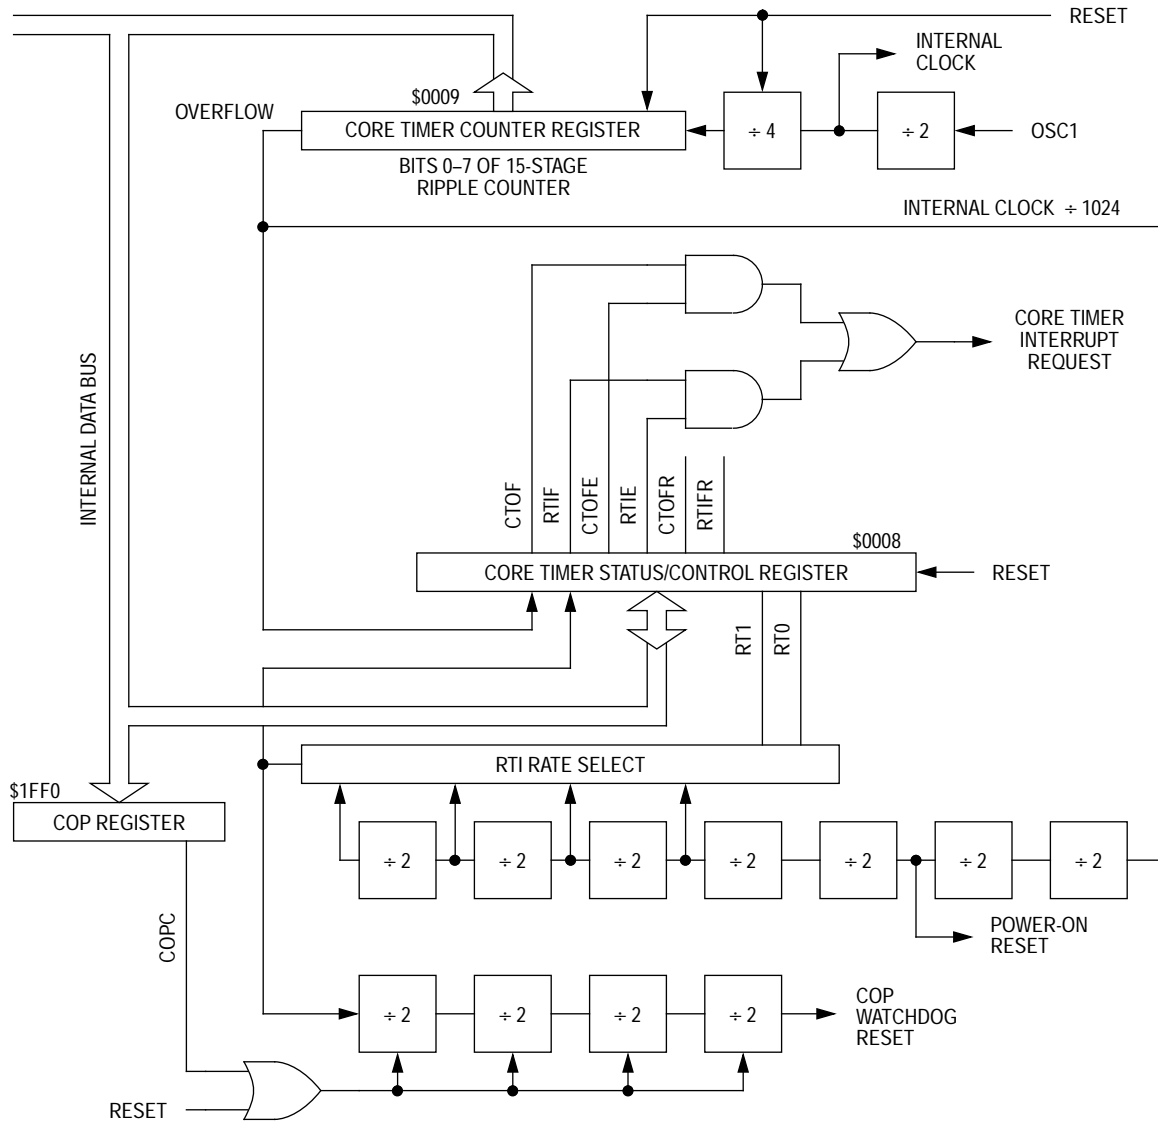 RESET
INTERNAL
CLOCK
$0009
OVERFLOW
CORE TIMER COUNTER REGISTER
÷ 4
÷ 2
OSC1
BITS 0–7 OF 15-STAGE
RIPPLE COUNTER
INTERNAL CLOCK ÷ 1024
CORE TIMER
INTERRUPT
REQUEST
INTERNAL DATA BUS
CTOF
RTIF
CTOFE
RTIE
CTOFR
RTIFR
$0008
CORE TIMER STATUS/CONTROL REGISTER
RESET
RT1
RT0
RTI RATE SELECT
$1FF0
COP REGISTER
÷ 2
÷ 2
÷ 2
÷ 2
÷ 2
÷ 2
÷ 2
POWER-ON
RESET
COPC
÷ 2
÷ 2
÷ 2
÷ 2
COP
WATCHDOG
RESET
RESET